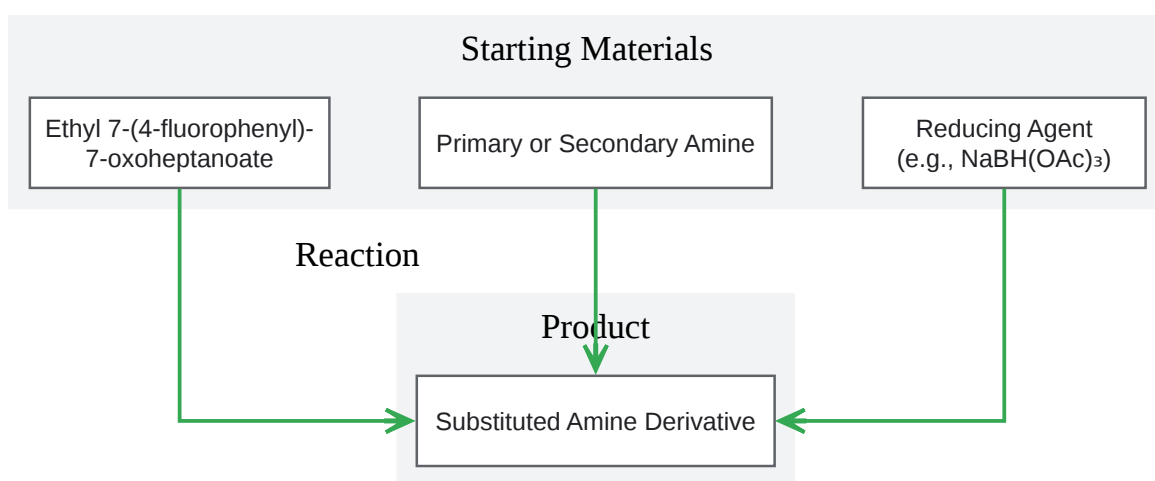 Starting Materials
Ethyl 7-(4-fluorophenyl)-
7-oxoheptanoate
Primary or Secondary Amine
Reducing Agent
(e.g., NaBH(OAc)₃)
Reaction
Product
Substituted Amine Derivative